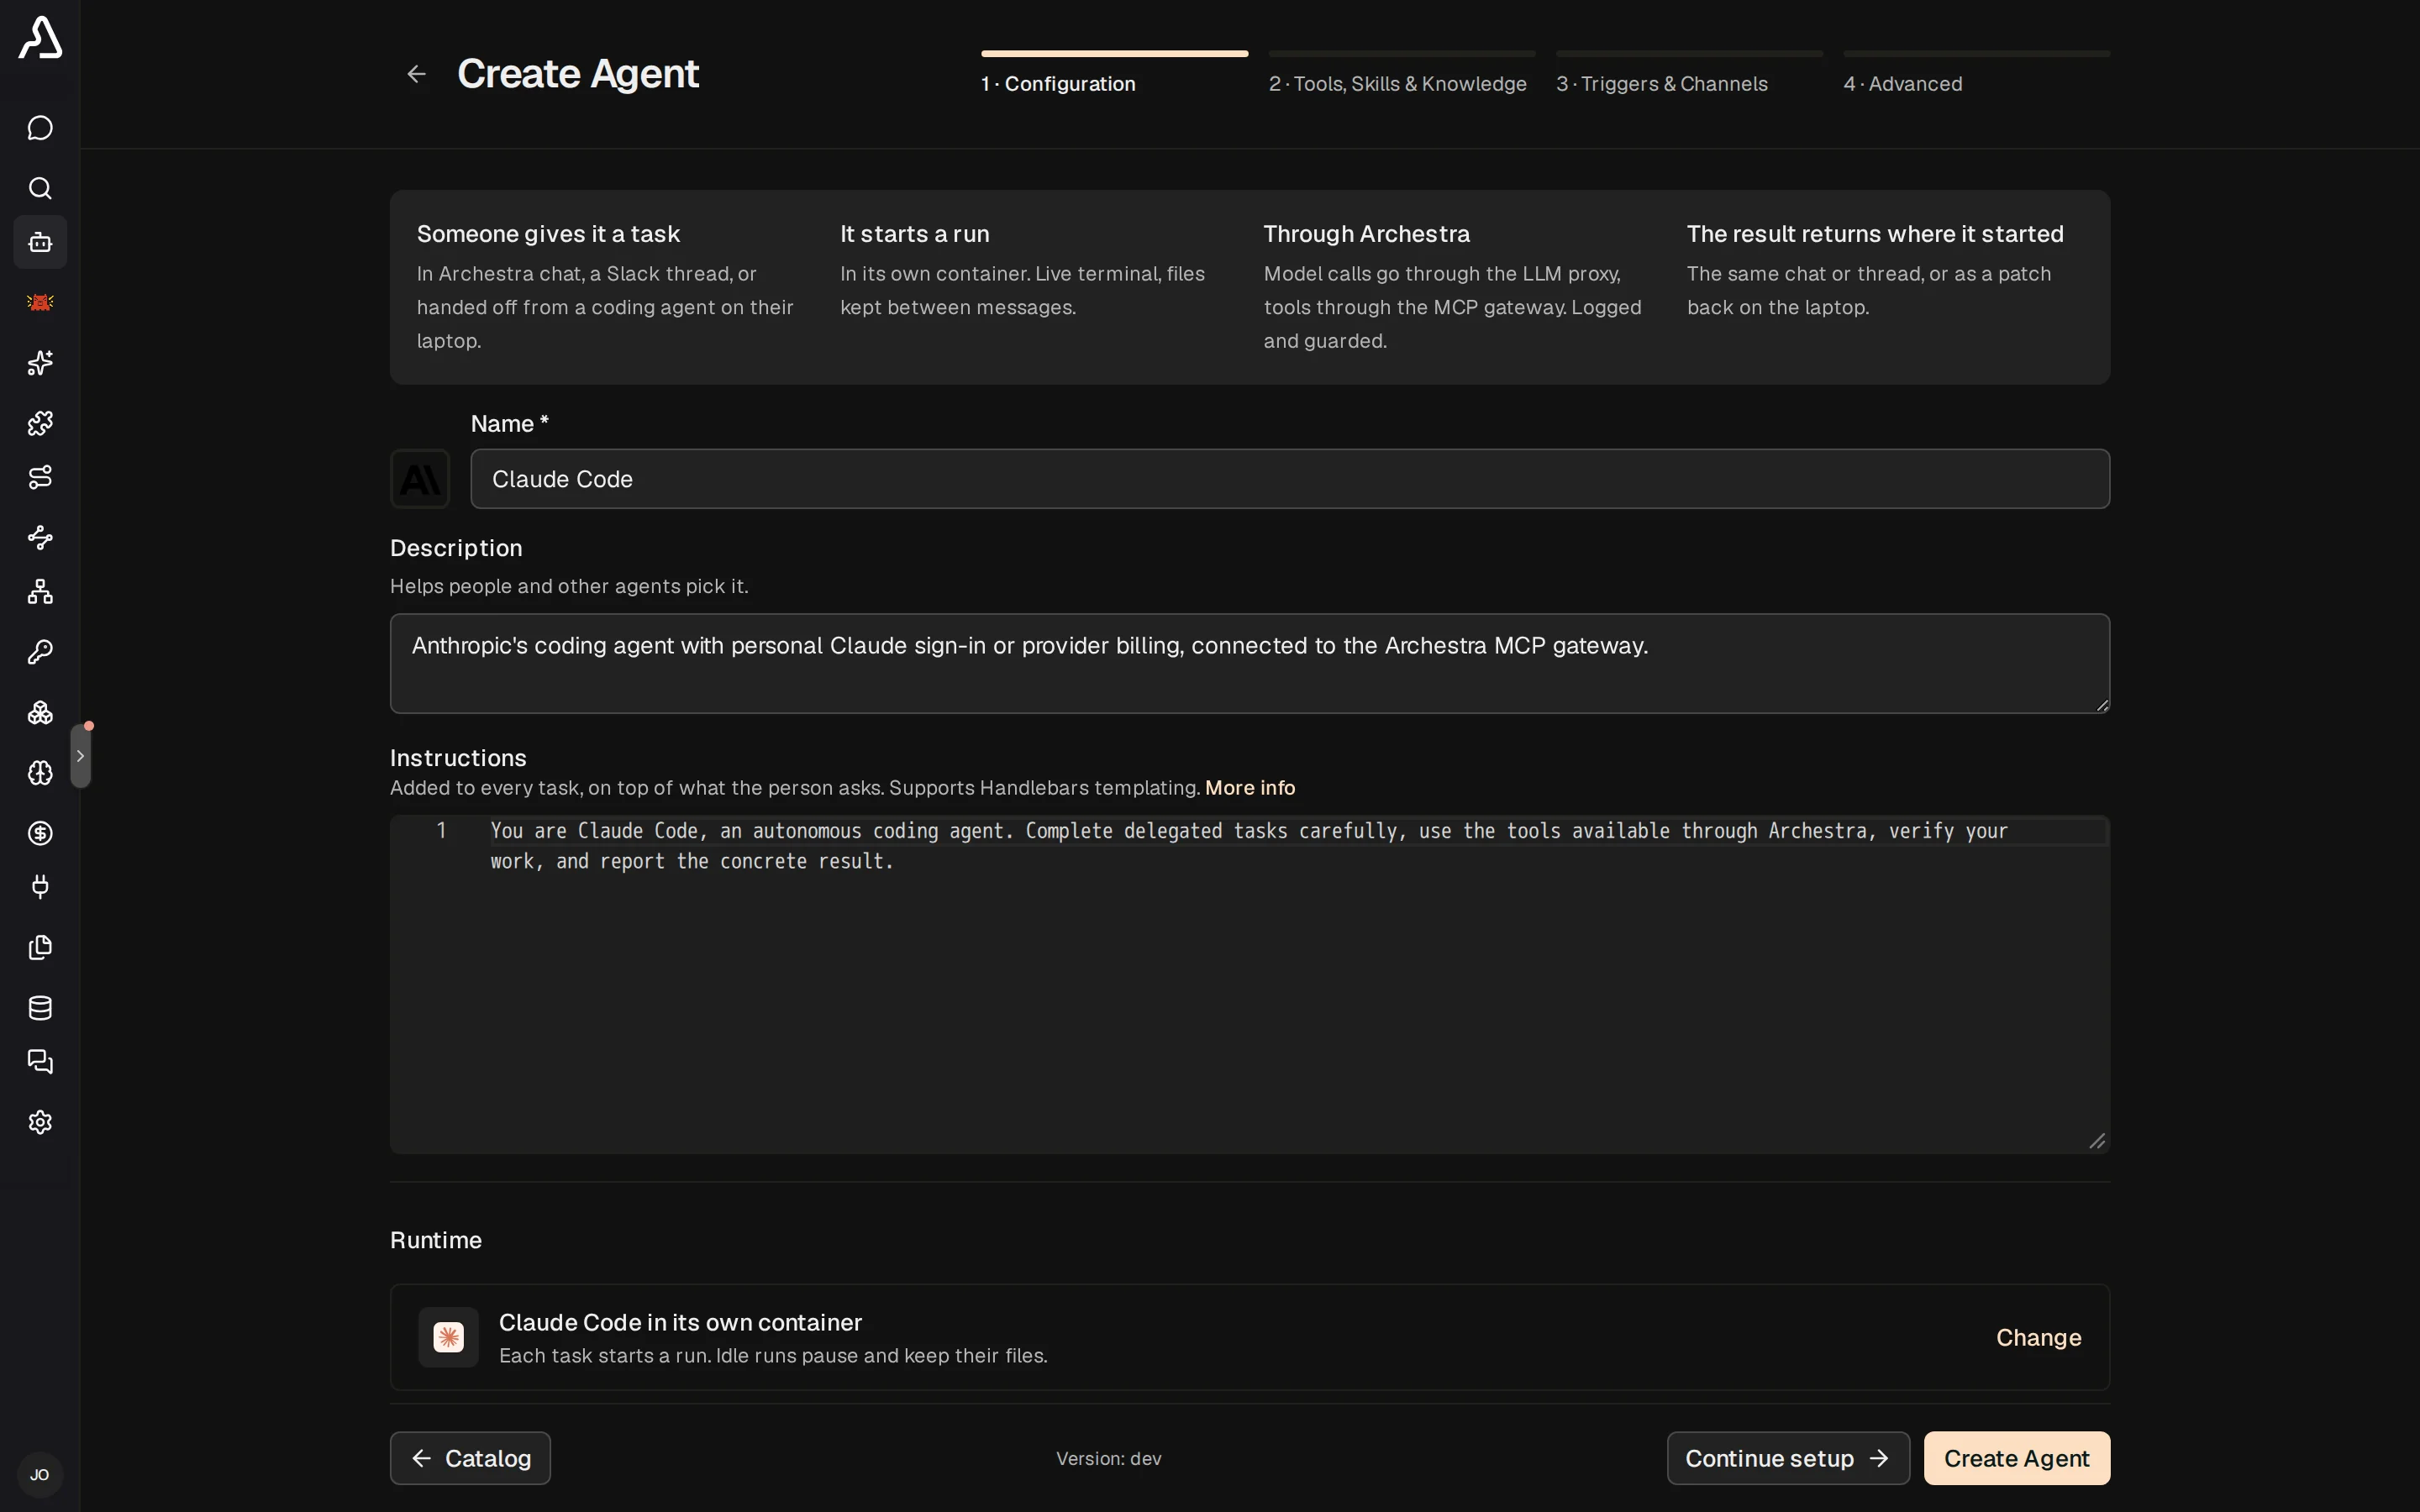 Create Agent
1 · Configuration
2 · Tools, Skills & Knowledge
3 · Triggers & Channels
4 · Advanced
Someone gives it a task
In Archestra chat, a Slack thread, or
handed off from a coding agent on their
laptop.
It starts a run
In its own container. Live terminal, files
kept between messages.
Through Archestra
Model calls go through the LLM proxy,
tools through the MCP gateway. Logged
and guarded.
The result returns where it started
The same chat or thread, or as a patch
back on the laptop.
Name *
Claude Code
Description
Helps people and other agents pick it.
Anthropic's coding agent with personal Claude sign-in or provider billing, connected to the Archestra MCP gateway.
Instructions
Added to every task, on top of what the person asks. Supports Handlebars templating. More info
1
You are Claude Code, an autonomous coding agent. Complete delegated tasks carefully, use the tools available through Archestra, verify your
work, and report the concrete result.
Runtime
Claude Code in its own container
Each task starts a run. Idle runs pause and keep their files.
Change
Catalog
Version: dev
Continue setup
Create Agent
JO